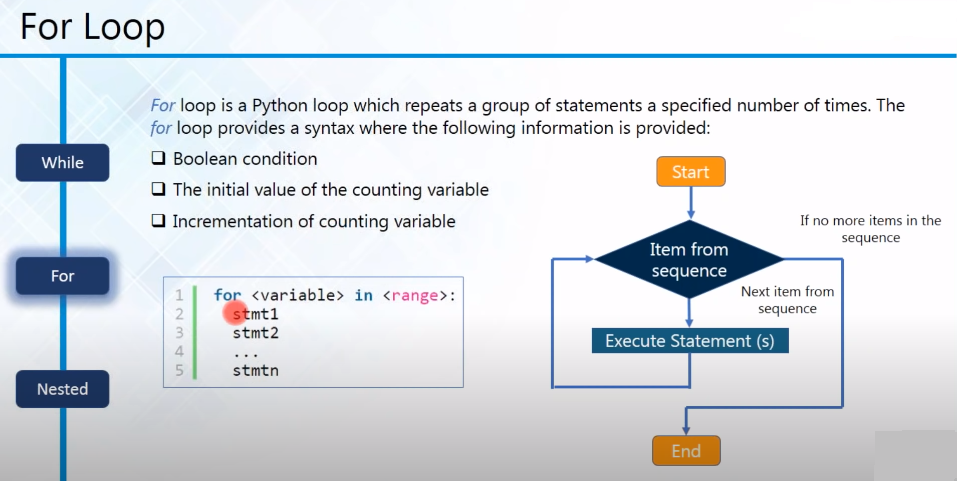 For Loop
For loop is a Python loop which repeats a group of statements a specified number of times. The
for loop provides a syntax where the following information is provided:
While
❑ Boolean condition
❑ The initial value of the counting variable
❑ Incrementation of counting variable
For
1 for <variable> in <range>:
2 stmt1
3 stmt2
4 ...
5 stmtn
Nested
Start
Item from
sequence
If no more items in the
sequence
Next item from
sequence
Execute Statement (s)
End